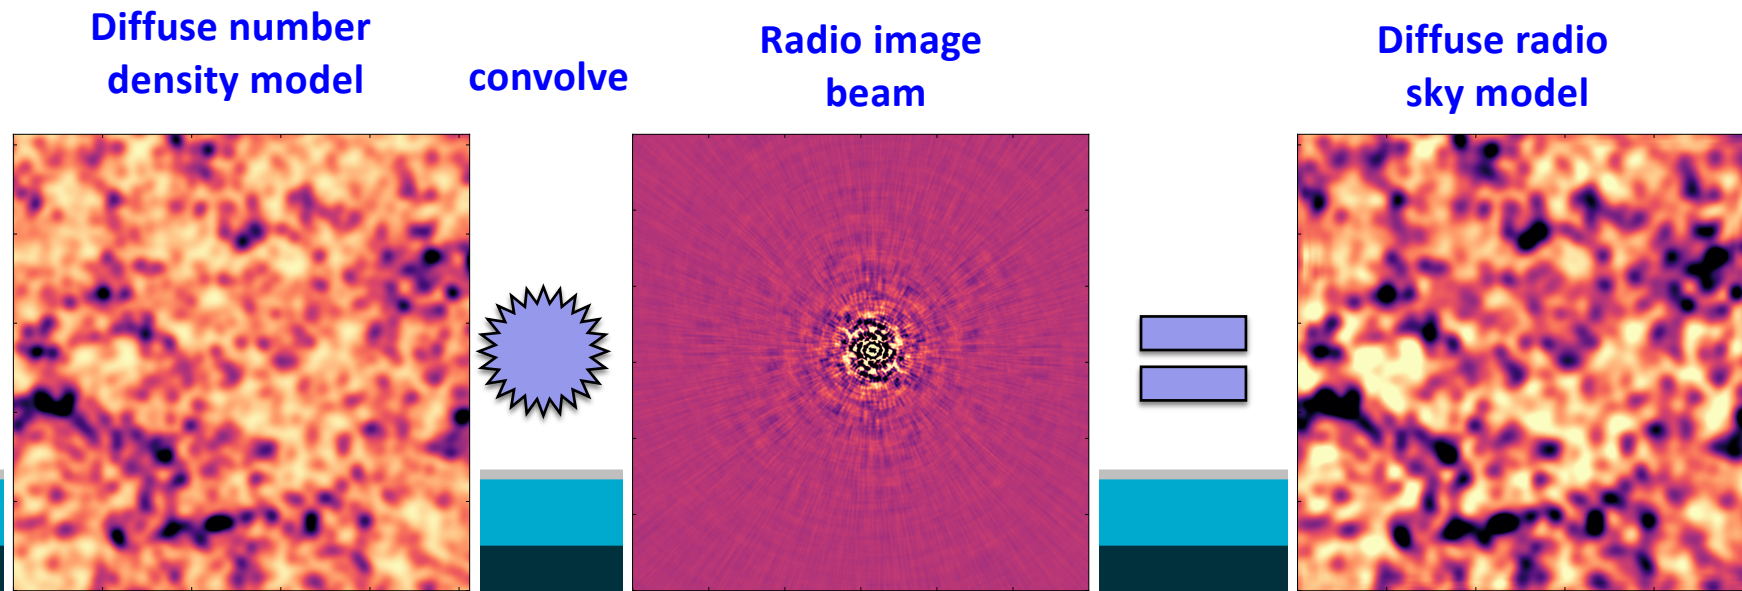 Diffuse number
density model
convolve
Radio image
beam
Diffuse radio
sky model